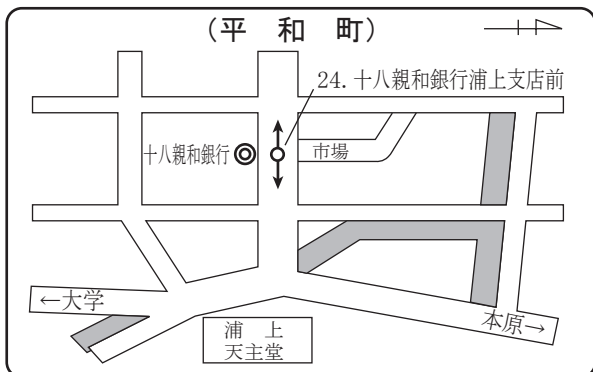 （平和町）
24. 十八親和銀行浦上支店前
十八親和銀行
市場
←大学
本原→
浦上
天主堂